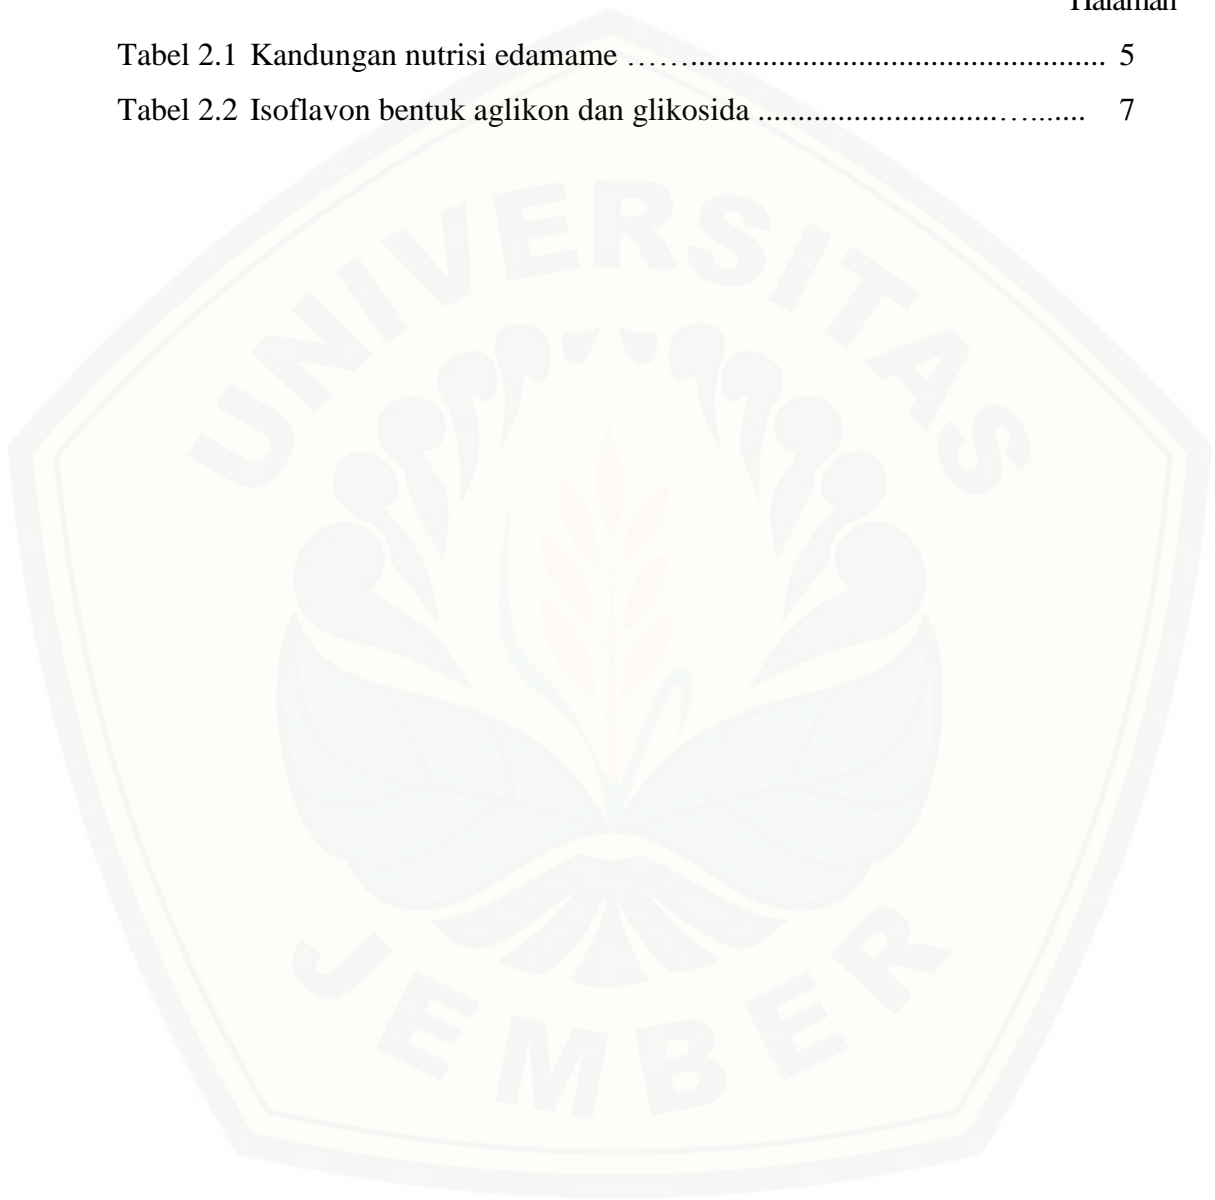 Halaman
Tabel 2.1 Kandungan nutrisi edamame ……................................................... 5
Tabel 2.2 Isoflavon bentuk aglikon dan glikosida ..............................…....... 7
UNIVERSITAS
JEMBER